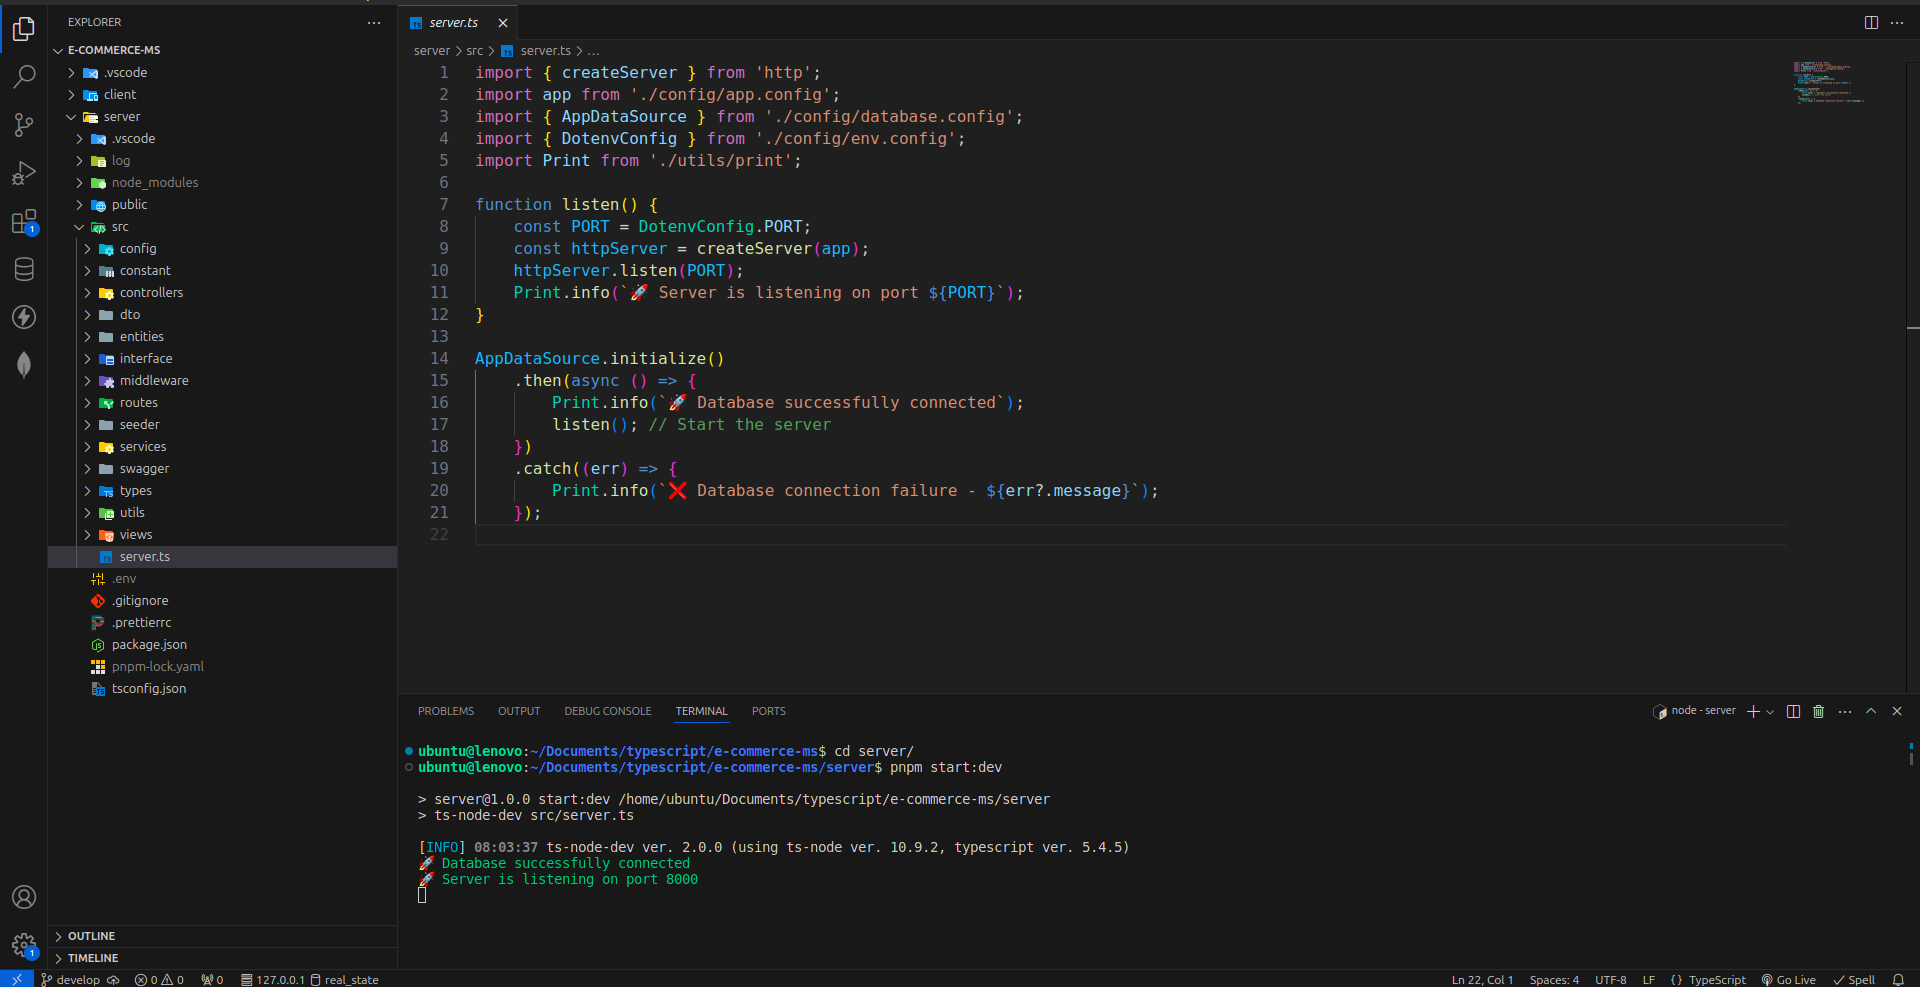 EXPLORER
E-COMMERCE-MS
.vscode
client
server
.vscode
log
node_modules
public
src
config
constant
controllers
dto
entities
interface
middleware
routes
seeder
services
swagger
types
utils
views
server.ts
.env
.gitignore
.prettierrc
package.json
pnpm-lock.yaml
tsconfig.json
OUTLINE
TIMELINE
server.ts
server > src > server.ts > ...
1 import { createServer } from 'http';
2 import app from './config/app.config';
3 import { AppDataSource } from './config/database.config';
4 import { DotenvConfig } from './config/env.config';
5 import Print from './utils/print';
6
7 function listen() {
8 const PORT = DotenvConfig.PORT;
9 const httpServer = createServer(app);
10 httpServer.listen(PORT);
11 Print.info(`🚀 Server is listening on port ${PORT}`);
12 }
13
14 AppDataSource.initialize()
15 .then(async () => {
16 Print.info(`🚀 Database successfully connected`);
17 listen(); // Start the server
18 })
19 .catch((err) => {
20 Print.info(`❌ Database connection failure - ${err?.message}`);
21 });
22
PROBLEMS OUTPUT DEBUG CONSOLE TERMINAL PORTS
node - server
ubuntu@lenovo:~/Documents/typescript/e-commerce-ms$ cd server/
ubuntu@lenovo:~/Documents/typescript/e-commerce-ms/server$ pnpm start:dev
> server@1.0.0 start:dev /home/ubuntu/Documents/typescript/e-commerce-ms/server
> ts-node-dev src/server.ts
[INFO] 08:03:37 ts-node-dev ver. 2.0.0 (using ts-node ver. 10.9.2, typescript ver. 5.4.5)
🚀 Database successfully connected
🚀 Server is listening on port 8000
1
1
develop 0 0 0 127.0.0.1 real_state Ln 22, Col 1 Spaces: 4 UTF-8 LF {} TypeScript Go Live Spell